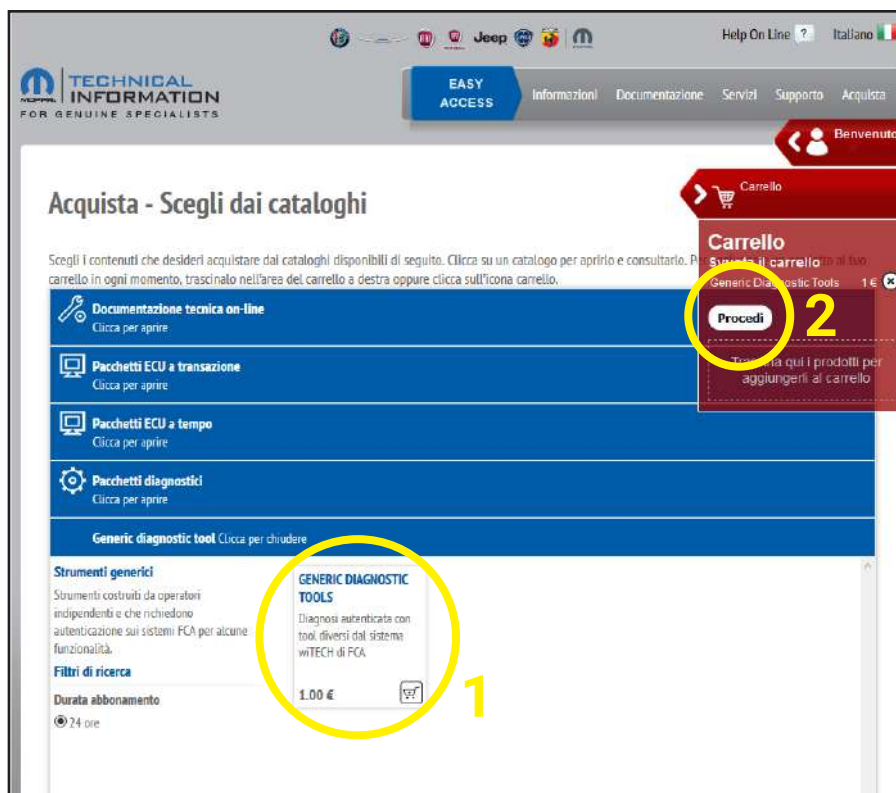 Jeep
Help On Line ?
Italiano
MOPAR
TECHNICAL
INFORMATION
FOR GENUINE SPECIALISTS
EASY
ACCESS
Informazioni
Documentazione
Servizi
Supporto
Acquista
Benvenuto
Carrello
Acquista - Scegli dai cataloghi
Scegli i contenuti che desideri acquistare dai cataloghi disponibili di seguito. Clicca su un catalogo per aprirlo e consultarlo.
carrello in ogni momento, trascinalo nell'area del carrello a destra oppure clicca sull'icona carrello.
Carrello
il carrello
Generic Diagnostic Tools 1 €
Procedi
2
Trascina qui i prodotti per
aggiungerli al carrello
Documentazione tecnica on-line
Clicca per aprire
Pacchetti ECU a transazione
Clicca per aprire
Pacchetti ECU a tempo
Clicca per aprire
Pacchetti diagnostici
Clicca per aprire
Generic diagnostic tool Clicca per chiudere
Strumenti generici
Strumenti costruiti da operatori
indipendenti e che richiedono
autenticazione sui sistemi FCA per alcune
funzionalità.
Filtri di ricerca
Durata abbonamento
24 ore
GENERIC DIAGNOSTIC
TOOLS
Diagnosi autenticata con
tool diversi dal sistema
wiTECH di FCA
1.00 €
1